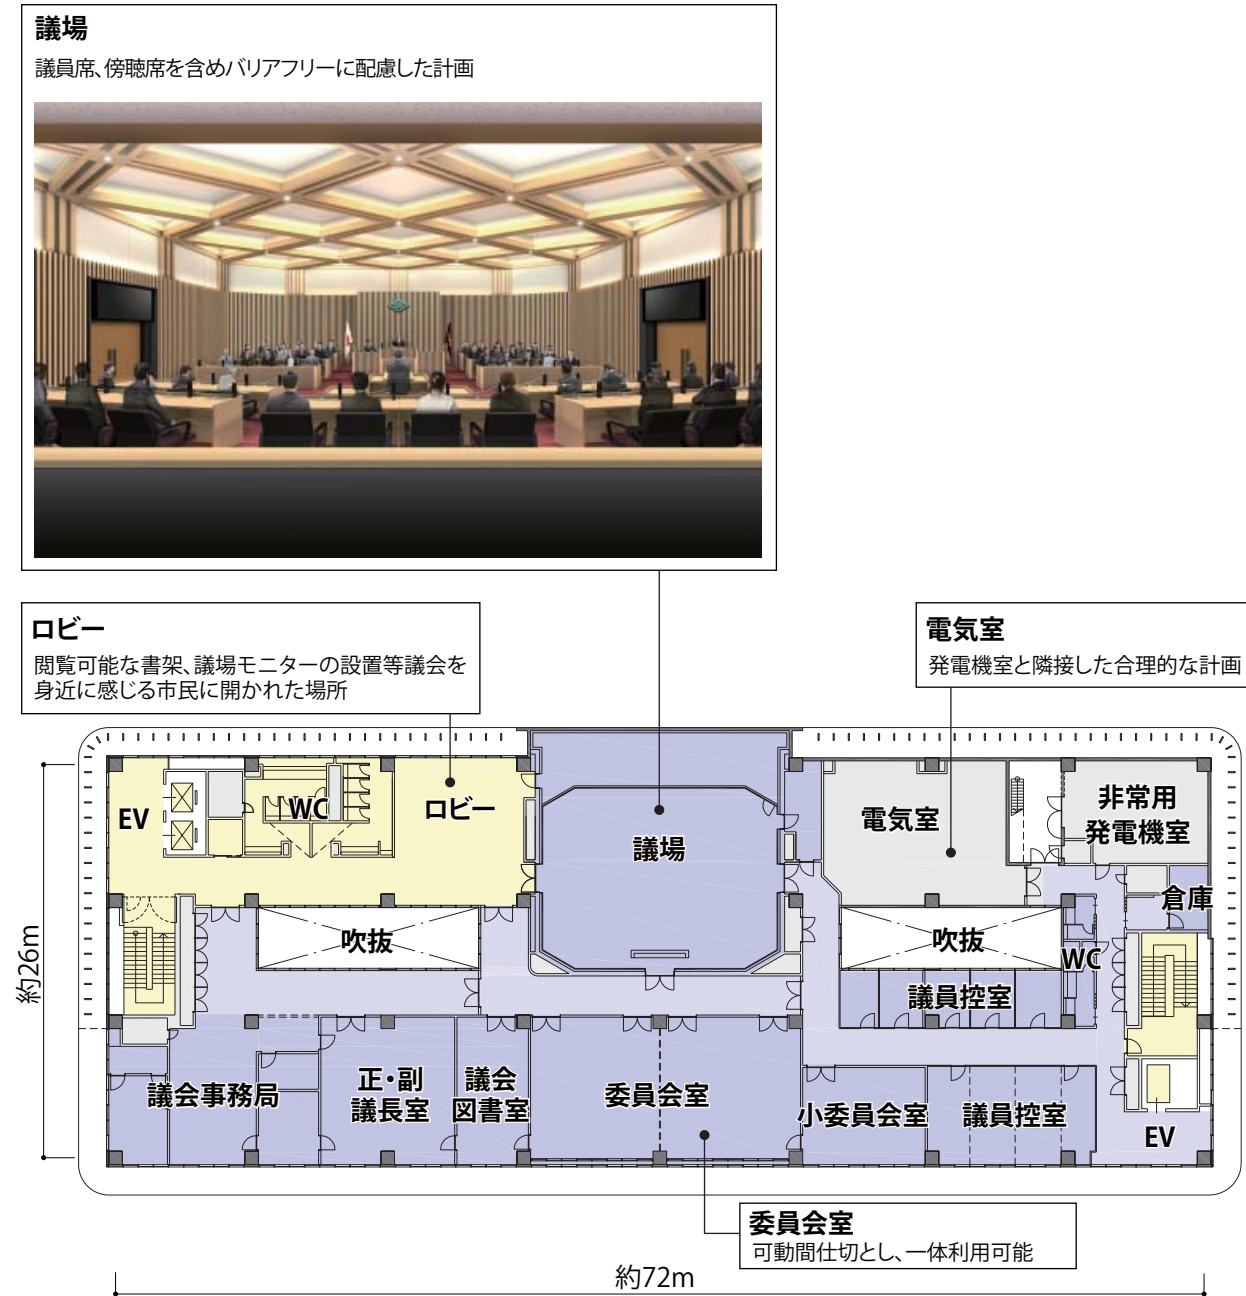 議場
議員席、傍聴席を含めバリアフリーに配慮した計画
ロビー
閲覧可能な書架、議場モニターの設置等議会を
身近に感じる市民に開かれた場所
電気室
発電機室と隣接した合理的な計画
EV
WC
ロビー
議場
電気室
非常用
発電機室
倉庫
吹抜
吹抜
WC
議員控室
約26m
議会事務局
正・副
議長室
議会
図書室
委員会室
小委員会室
議員控室
EV
委員会室
可動間仕切とし、一体利用可能
約72m